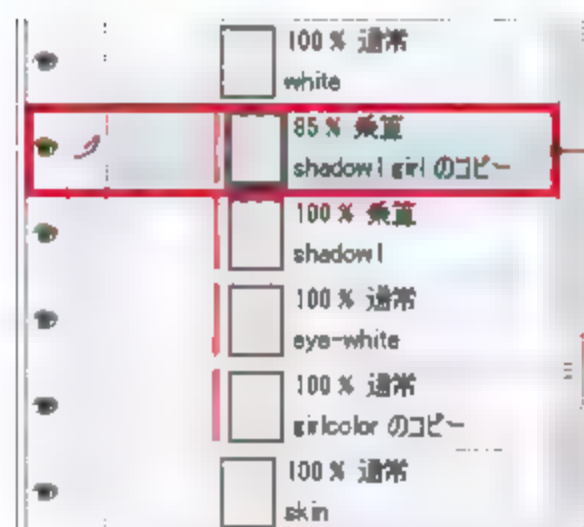 100 % 通常
white
85 % 乗算
shadow1 girl のコピー
100 % 乗算
shadow1
100 % 通常
eye-white
100 % 通常
girlcolor のコピー
100 % 通常
skin